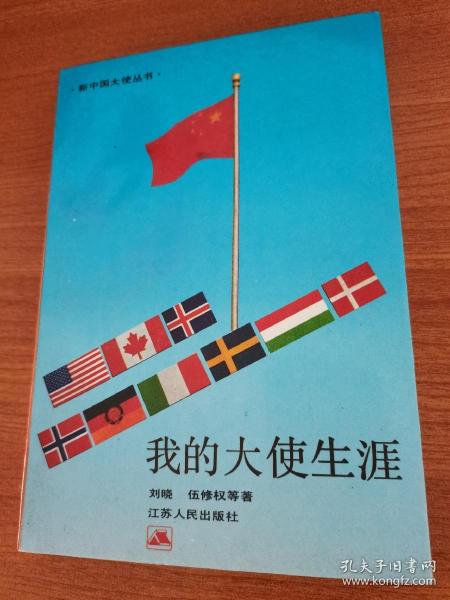 ·新中国大使丛书·
我的大使生涯
刘晓 伍修权等著
江苏人民出版社
孔夫子旧书网
www.kongfz.com